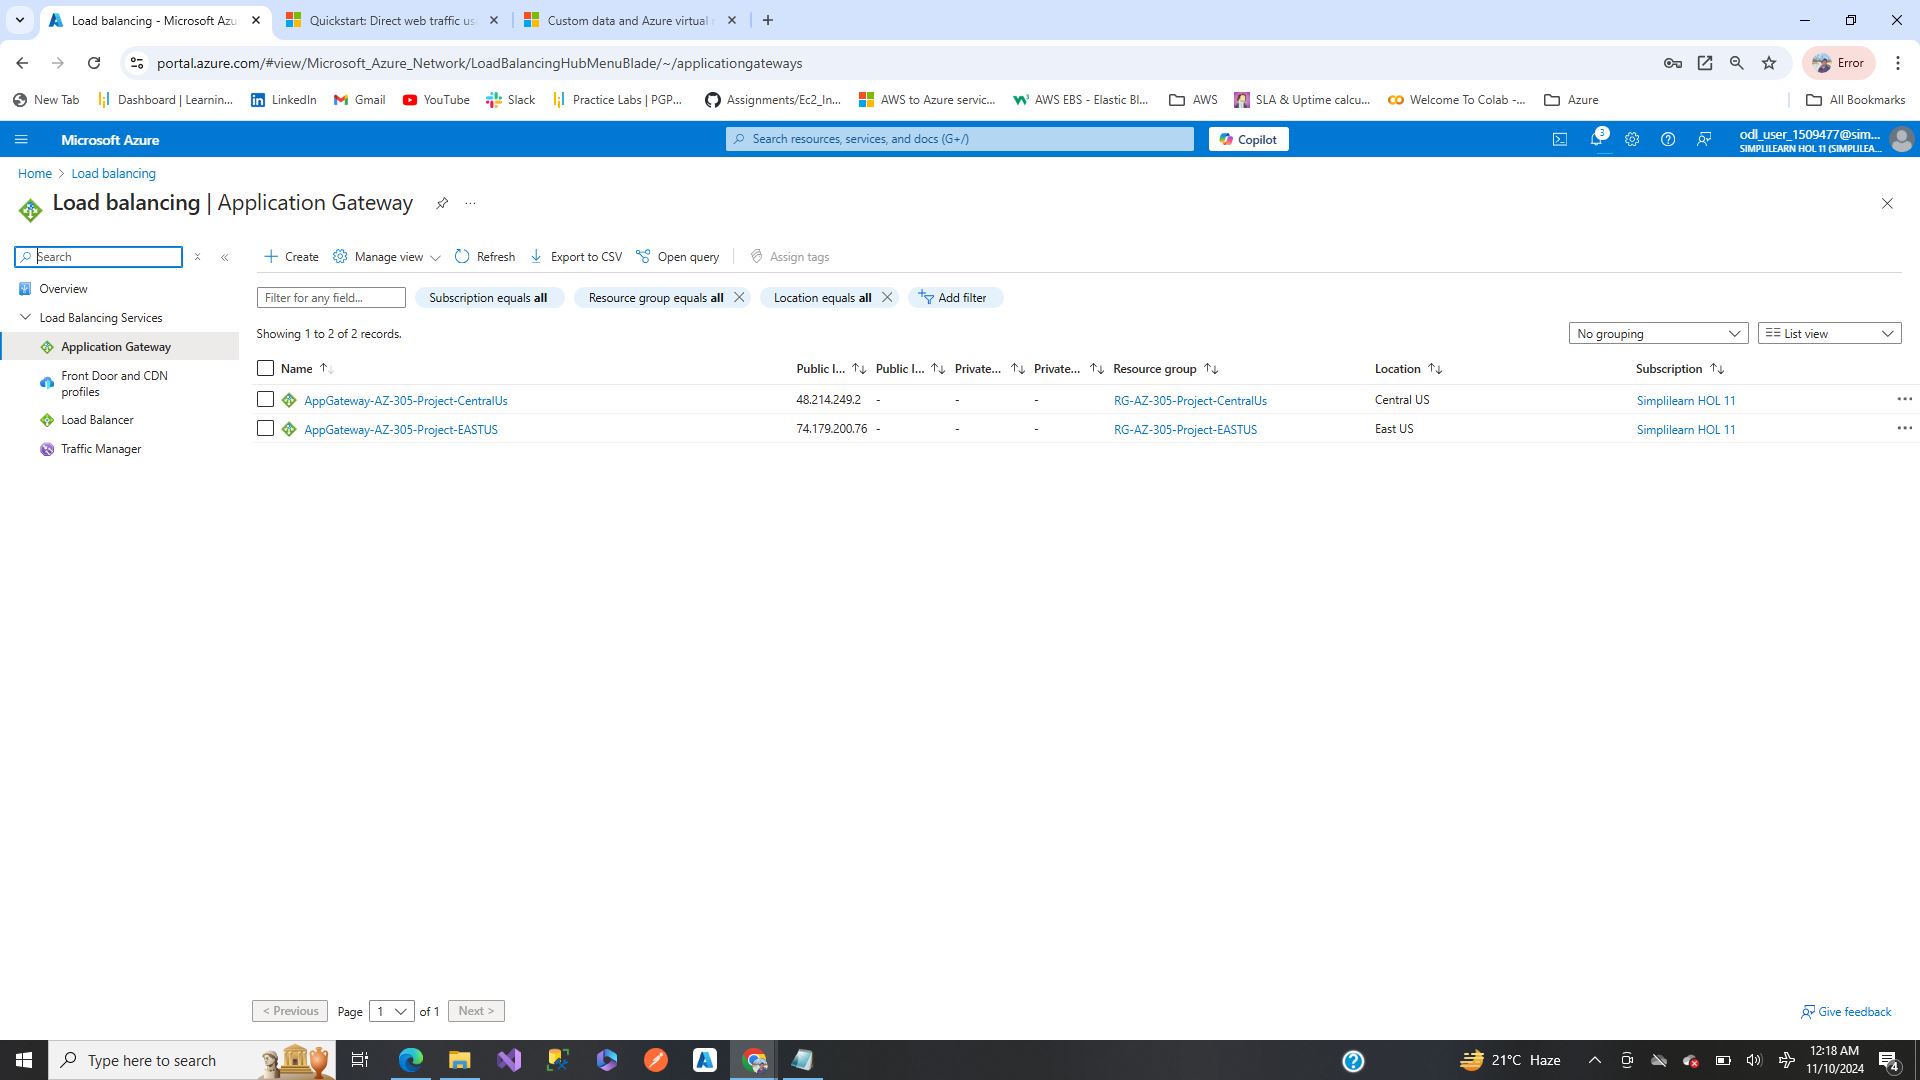 Load balancing - Microsoft Azu
Quickstart: Direct web traffic us
Custom data and Azure virtual
portal.azure.com/#view/Microsoft_Azure_Network/LoadBalancingHubMenuBlade/~/applicationgateways
Error
New Tab
Dashboard | Learnin...
LinkedIn
Gmail
YouTube
Slack
Practice Labs | PGP...
Assignments/Ec2_In...
AWS to Azure servic...
AWS EBS - Elastic Bl...
AWS
SLA & Uptime calcu...
Welcome To Colab -...
Azure
All Bookmarks
Microsoft Azure
Search resources, services, and docs (G+/)
Copilot
3
odl_user_1509477@sim...
SIMPLILEARN HOL 11 (SIMPLILEA...
Home > Load balancing
Load balancing | Application Gateway
...
Search
Overview
Load Balancing Services
Application Gateway
Front Door and CDN
profiles
Load Balancer
Traffic Manager
Create
Manage view
Refresh
Export to CSV
Open query
Assign tags
Filter for any field...
Subscription equals all
Resource group equals all
Location equals all
Add filter
Showing 1 to 2 of 2 records.
No grouping
List view
Name Public I... Public I... Private... Private... Resource group Location Subscription
AppGateway-AZ-305-Project-CentralUs 48.214.249.2 - - - RG-AZ-305-Project-CentralUs Central US Simplilearn HOL 11
AppGateway-AZ-305-Project-EASTUS 74.179.200.76 - - - RG-AZ-305-Project-EASTUS East US Simplilearn HOL 11
< Previous Page 1 of 1 Next >
Give feedback
Type here to search
21°C Haze
12:18 AM
11/10/2024
4